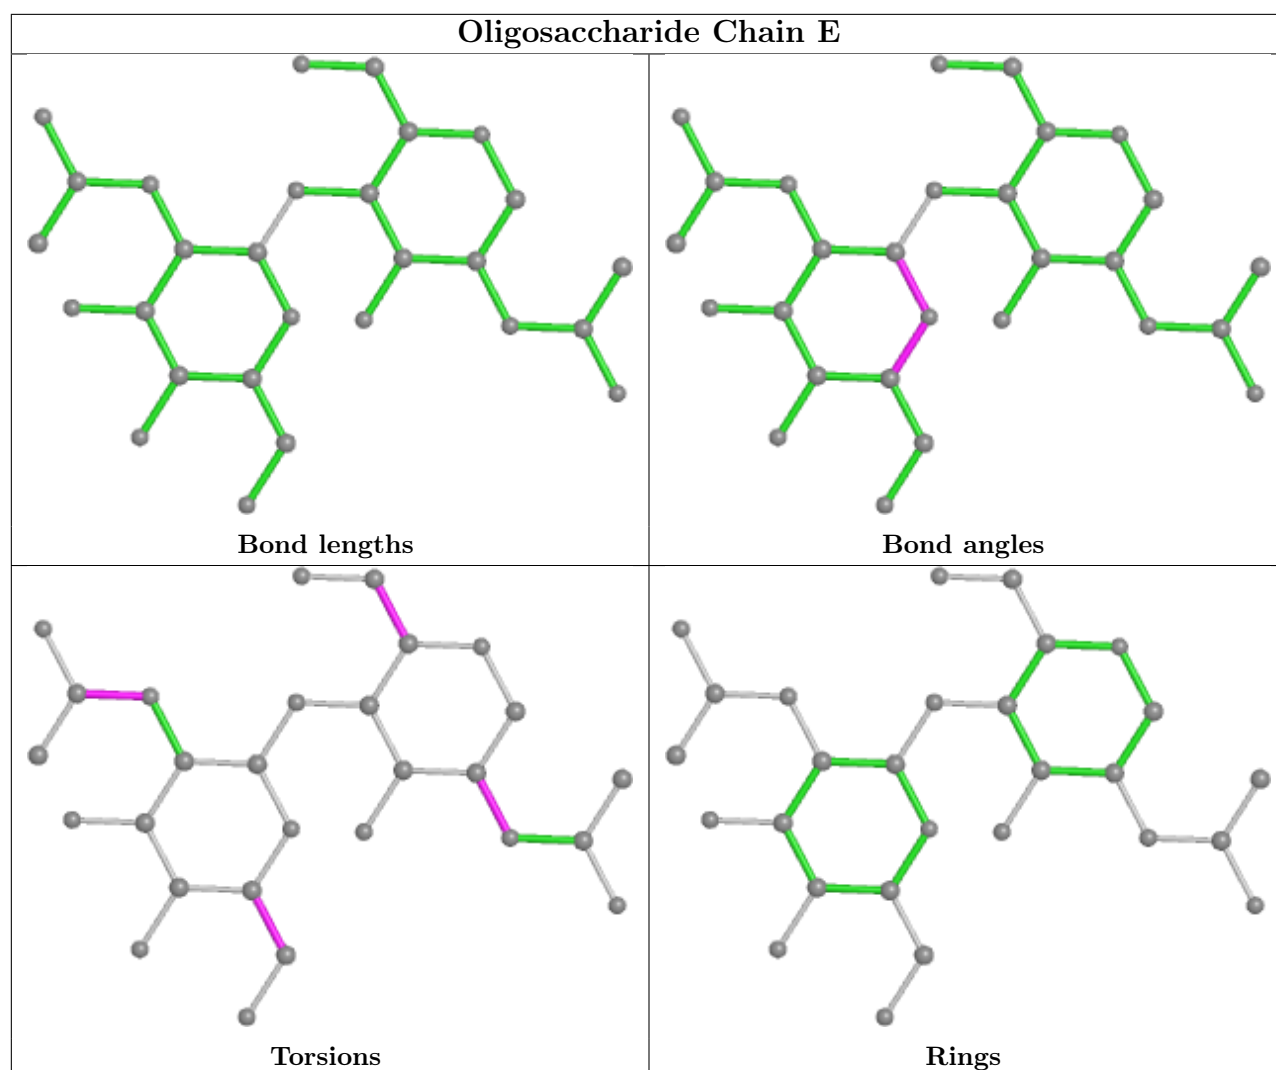 Oligosaccharide Chain E
Bond lengths
Bond angles
Torsions
Rings